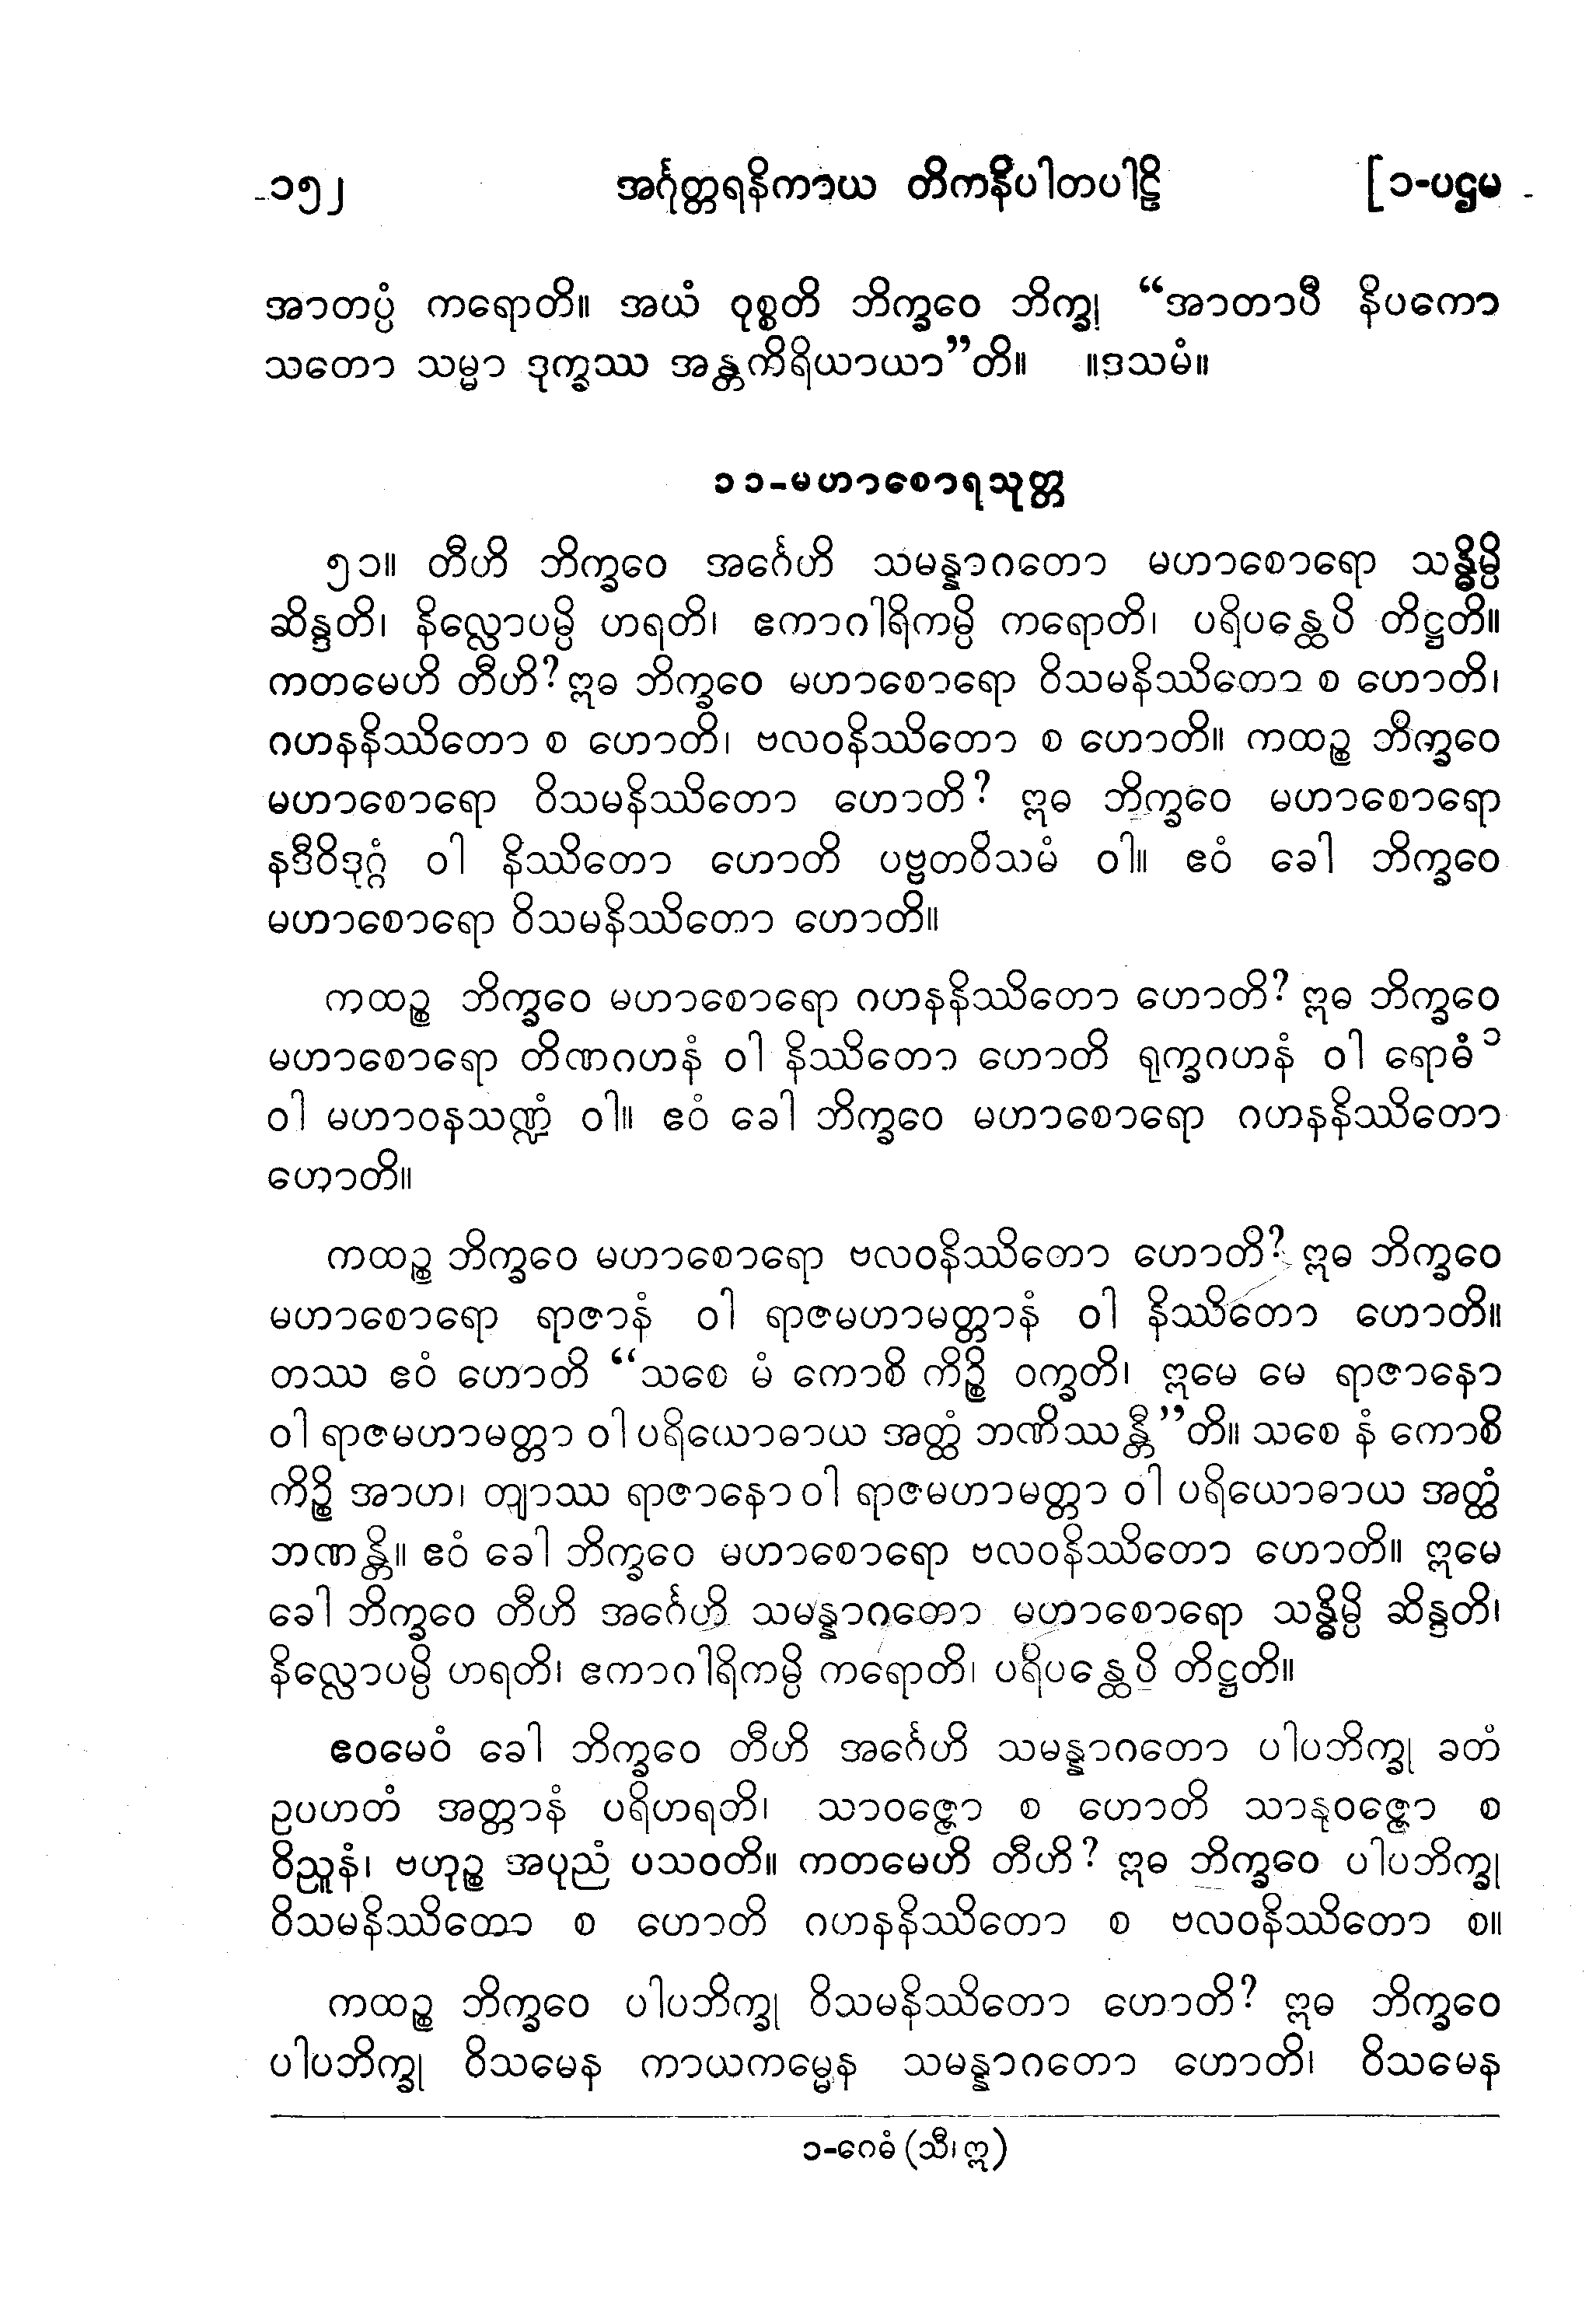 ၁၅၂ အင်္ဂုတ္တရနိကာယ တိကနိပါတပါဠိ [၁-ပဌမ
အာတပ္ပံ ကရောတိ။ အယံ ဝုစ္စတိ ဘိက္ခဝေ ဘိက္ခု “အာတာပီ နိပကော
သတော သမ္မာ ဒုက္ခဿ အန္တကိရိယာယာ”တိ။ ။ဒသမံ။
၁၁-မဟာစောရသုတ္တ
၅၁။ တီဟိ ဘိက္ခဝေ အင်္ဂေဟိ သမန္နာဂတော မဟာစောရော သန္ဓိမ္ပိ
ဆိန္ဒတိ၊ နိလ္လောပမ္ပိ ဟရတိ၊ ဧကာဂါရိကမ္ပိ ကရောတိ၊ ပရိပန္ထေပိ တိဋ္ဌတိ။
ကတမေဟိ တီဟိ? ဣဓ ဘိက္ခဝေ မဟာစောရော ဝိသမနိဿိတော စ ဟောတိ၊
ဂဟနနိဿိတော စ ဟောတိ၊ ဗလဝနိဿိတော စ ဟောတိ။ ကထဉ္စ ဘိက္ခဝေ
မဟာစောရော ဝိသမနိဿိတော ဟောတိ? ဣဓ ဘိက္ခဝေ မဟာစောရော
နဒီဝိဒုဂ္ဂံ ဝါ နိဿိတော ဟောတိ ပဗ္ဗတဝိသမံ ဝါ။ ဧဝံ ခေါ ဘိက္ခဝေ
မဟာစောရော ဝိသမနိဿိတော ဟောတိ။
ကထဉ္စ ဘိက္ခဝေ မဟာစောရော ဂဟနနိဿိတော ဟောတိ? ဣဓ ဘိက္ခဝေ
မဟာစောရော တိဏဂဟနံ ဝါ နိဿိတော ဟောတိ ရုက္ခဂဟနံ ဝါ ရောဓံ ၁
ဝါ မဟာဝနသဏ္ဍံ ဝါ။ ဧဝံ ခေါ ဘိက္ခဝေ မဟာစောရော ဂဟနနိဿိတော
ဟောတိ။
ကထဉ္စ ဘိက္ခဝေ မဟာစောရော ဗလဝနိဿိတော ဟောတိ? ဣဓ ဘိက္ခဝေ
မဟာစောရော ရာဇာနံ ဝါ ရာဇမဟာမတ္တာနံ ဝါ နိဿိတော ဟောတိ။
တဿ ဧဝံ ဟောတိ “သစေ မံ ကောစိ ကိဉ္စိ ဝက္ခတိ၊ ဣမေ မေ ရာဇာနော
ဝါ ရာဇမဟာမတ္တာ ဝါ ပရိယောဓာယ အတ္ထံ ဘဏိဿန္တီ”တိ။ သစေ နံ ကောစိ
ကိဉ္စိ အာဟ၊ တျာဿ ရာဇာနော ဝါ ရာဇမဟာမတ္တာ ဝါ ပရိယောဓာယ အတ္ထံ
ဘဏန္တိ။ ဧဝံ ခေါ ဘိက္ခဝေ မဟာစောရော ဗလဝနိဿိတော ဟောတိ။ ဣမေ
ခေါ ဘိက္ခဝေ တီဟိ အင်္ဂေဟိ သမန္နာဂတော မဟာစောရော သန္ဓိမ္ပိ ဆိန္ဒတိ၊
နိလ္လောပမ္ပိ ဟရတိ၊ ဧကာဂါရိကမ္ပိ ကရောတိ၊ ပရိပန္ထေပိ တိဋ္ဌတိ။
ဧဝမေဝံ ခေါ ဘိက္ခဝေ တီဟိ အင်္ဂေဟိ သမန္နာဂတော ပါပဘိက္ခု ခတံ
ဥပဟတံ အတ္တာနံ ပရိဟရတိ၊ သာဝဇ္ဇော စ ဟောတိ သာနုဝဇ္ဇော စ
ဝိညူနံ၊ ဗဟုဉ္စ အပုညံ ပသဝတိ။ ကတမေဟိ တီဟိ? ဣဓ ဘိက္ခဝေ ပါပဘိက္ခု
ဝိသမနိဿိတော စ ဟောတိ ဂဟနနိဿိတော စ ဗလဝနိဿိတော စ။
ကထဉ္စ ဘိက္ခဝေ ပါပဘိက္ခု ဝိသမနိဿိတော ဟောတိ? ဣဓ ဘိက္ခဝေ
ပါပဘိက္ခု ဝိသမေန ကာယကမ္မေန သမန္နာဂတော ဟောတိ၊ ဝိသမေန
၁-ဂေဓံ (သီ၊ ဣ)